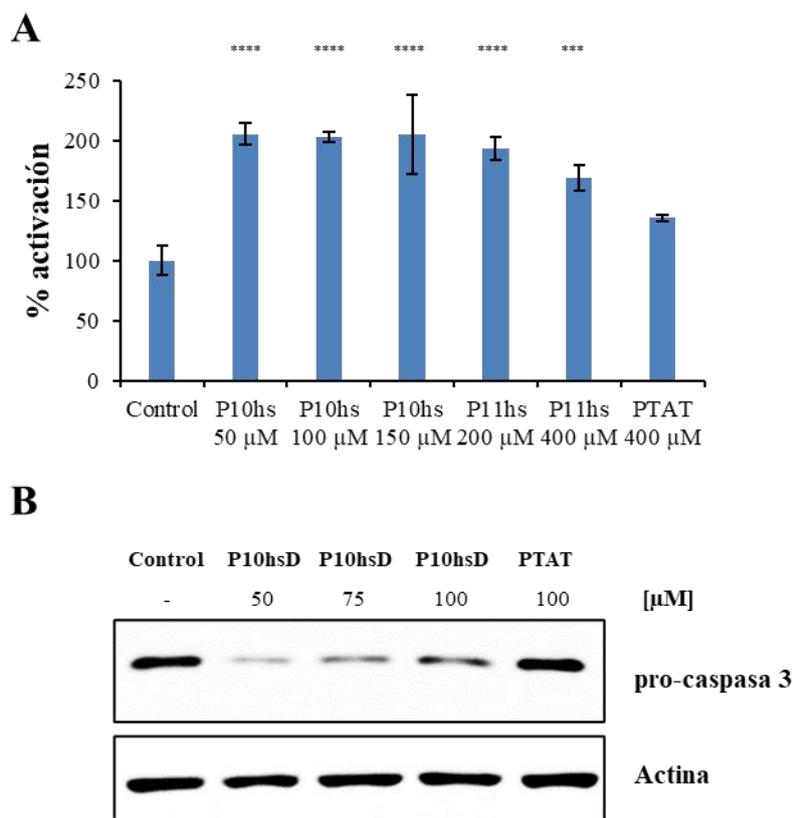 A
**** **** **** **** ***
% activación
250
200
150
100
50
0
Control P10hs P10hs P10hs P11hs P11hs PTAT
50 µM 100 µM 150 µM 200 µM 400 µM 400 µM
B
Control P10hsD P10hsD P10hsD PTAT
- 50 75 100 100 [µM]
pro-caspasa 3
Actina